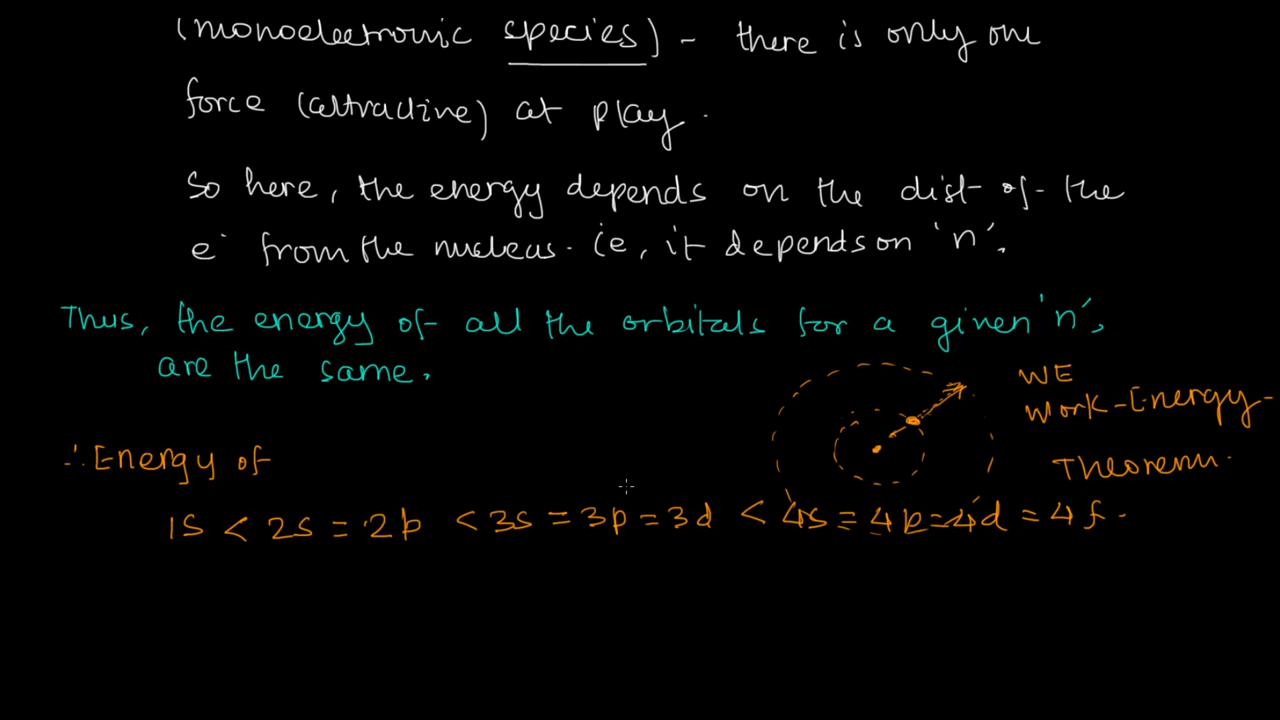 (monoelectronic species) - there is only one
force (attractive) at play.
So here, the energy depends on the dist of the
e⁻ from the nucleus. ie, it depends on 'n'.
Thus, the energy of all the orbitals for a given 'n',
are the same.
WE
Work-Energy-
Theorem.
∴ Energy of
1S < 2s = 2p < 3s = 3p = 3d < 4s = 4p = 4d = 4f.